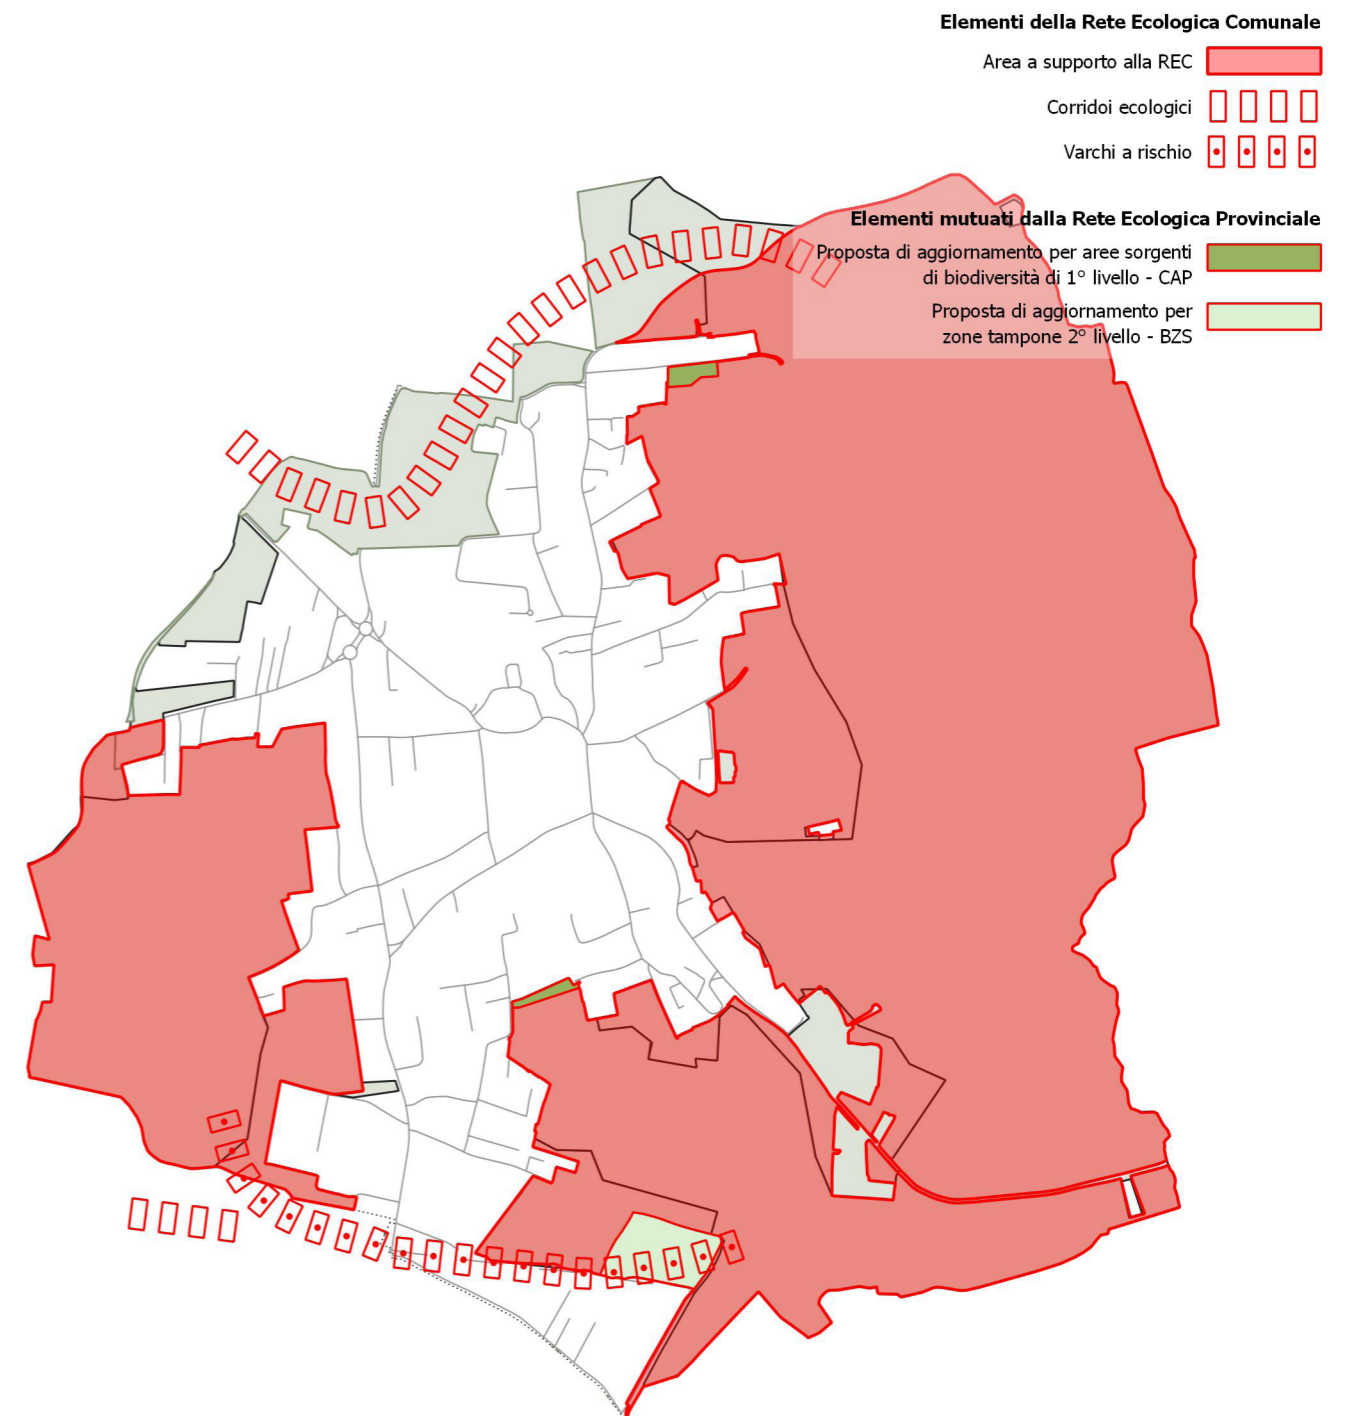 Elementi della Rete Ecologica Comunale
Area a supporto alla REC
Corridoi ecologici
Varchi a rischio
Elementi mutuati dalla Rete Ecologica Provinciale
Proposta di aggiornamento per aree sorgenti
di biodiversità di 1° livello - CAP
Proposta di aggiornamento per
zone tampone 2° livello - BZS